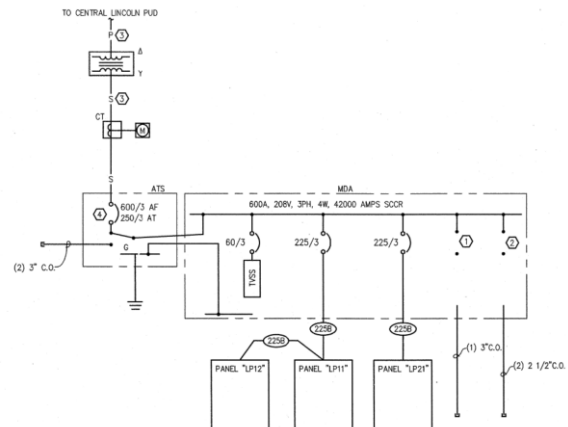 TO CENTRAL LINCOLN PUD
P 3
Δ
Y
S 3
CT
M
S
ATS
MDA
600/3 AF
250/3 AT
4
600A, 208V, 3PH, 4W, 42000 AMPS SCCR
60/3
225/3
225/3
1
2
G
(2) 3" C.O.
TVSS
225B
225B
225B
(1) 3"C.O.
(2) 2 1/2"C.O.
PANEL "LP12"
PANEL "LP11"
PANEL "LP21"